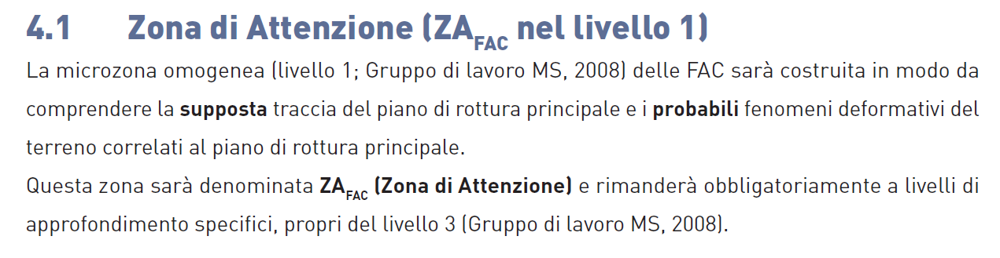 4.1 Zona di Attenzione (ZAFAC nel livello 1)
La microzona omogenea (livello 1; Gruppo di lavoro MS, 2008) delle FAC sarà costruita in modo da
comprendere la supposta traccia del piano di rottura principale e i probabili fenomeni deformativi del
terreno correlati al piano di rottura principale.
Questa zona sarà denominata ZAFAC (Zona di Attenzione) e rimanderà obbligatoriamente a livelli di
approfondimento specifici, propri del livello 3 (Gruppo di lavoro MS, 2008).